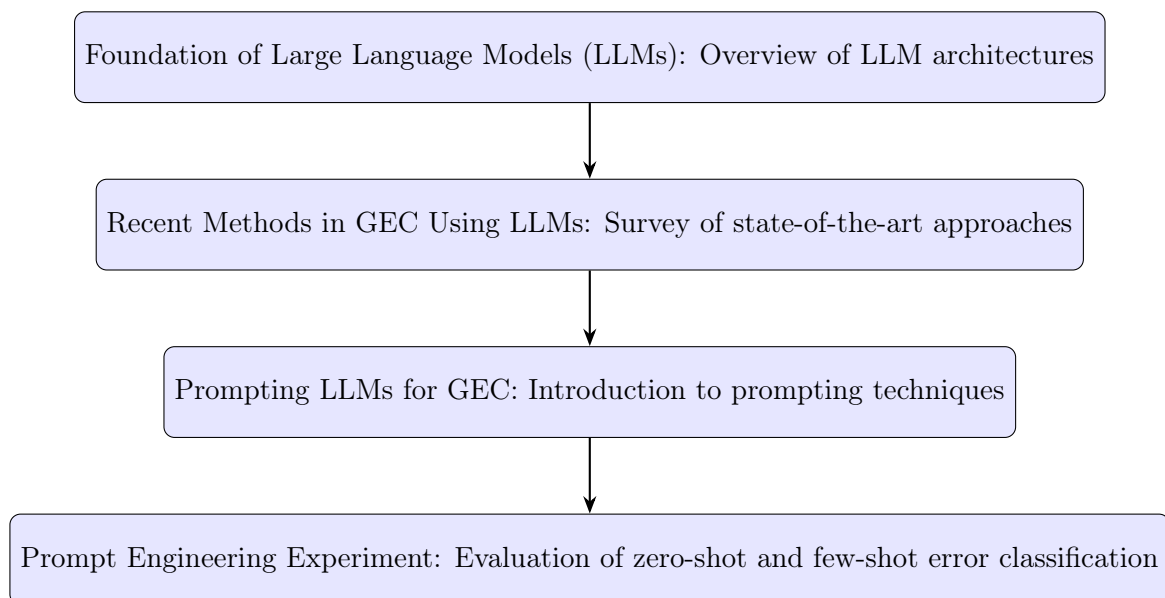 Foundation of Large Language Models (LLMs): Overview of LLM architectures
Recent Methods in GEC Using LLMs: Survey of state-of-the-art approaches
Prompting LLMs for GEC: Introduction to prompting techniques
Prompt Engineering Experiment: Evaluation of zero-shot and few-shot error classification